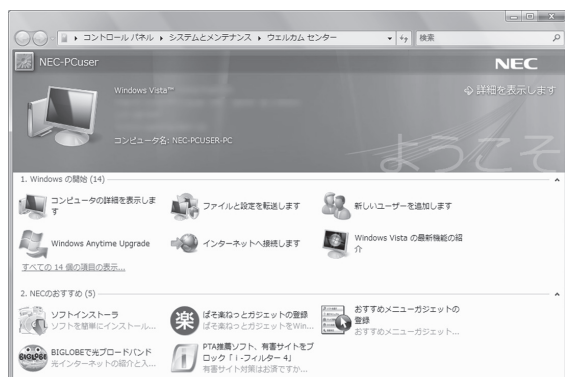 コントロール パネル ▸ システムとメンテナンス ▸ ウェルカム センター
検索
NEC-PCuser
NEC
Windows Vista™
詳細を表示します
コンピュータ名: NEC-PCUSER-PC
ようこそ
1. Windows の開始 (14)
コンピュータの詳細を表示しま
す
ファイルと設定を転送します
新しいユーザーを追加します
Windows Anytime Upgrade
インターネットへ接続します
Windows Vista の最新機能の紹
介
すべての 14 個の項目の表示...
2. NECのおすすめ (5)
ソフトインストーラ
ソフトを簡単にインストール...
楽
ぱそ楽ねっとガジェットの登録
ぱそ楽ねっとガジェットをWin...
おすすめメニューガジェットの
登録
おすすめメニューガジェット...
BIGLOBE
BIGLOBEで光ブロードバンド
光インターネットの紹介と入...
i
PTA推薦ソフト、有害サイトをブ
ロック「ｉ-フィルター 4」
有害サイト対策はお済ですか...